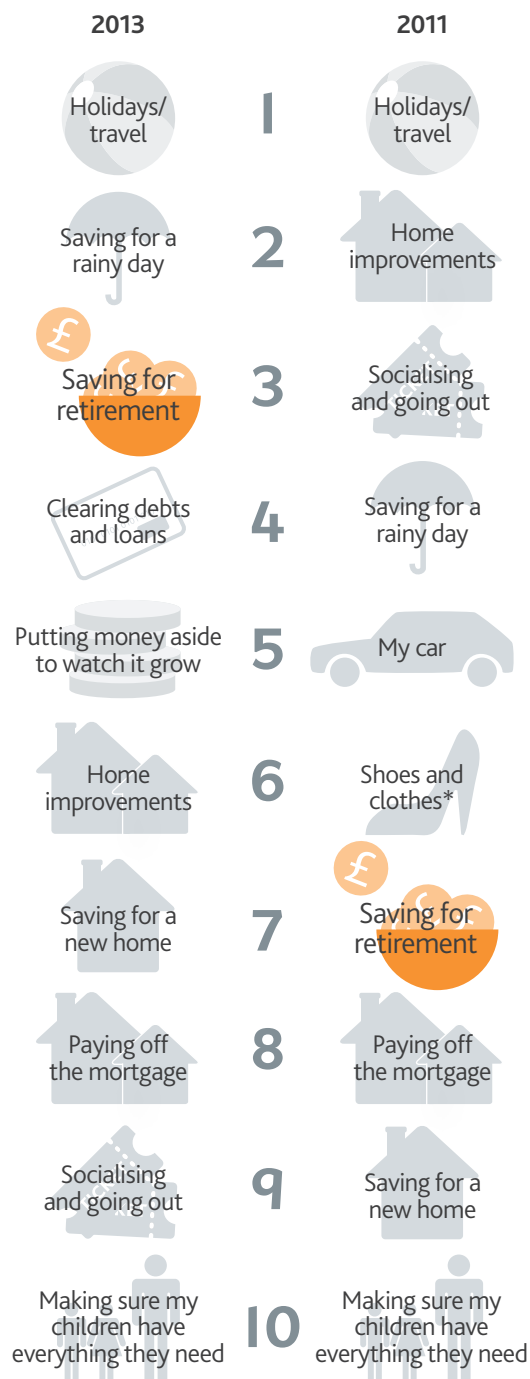 2013
2011
Holidays/
travel
1
Holidays/
travel
Saving for a
rainy day
2
Home
improvements
£
Saving for
retirement
3
Socialising
and going out
Clearing debts
and loans
4
Saving for a
rainy day
Putting money aside
to watch it grow
5
My car
Home
improvements
6
Shoes and
clothes*
Saving for a
new home
7
£
Saving for
retirement
Paying off
the mortgage
8
Paying off
the mortgage
Socialising
and going out
9
Saving for a
new home
Making sure my
children have
everything they need
10
Making sure my
children have
everything they need